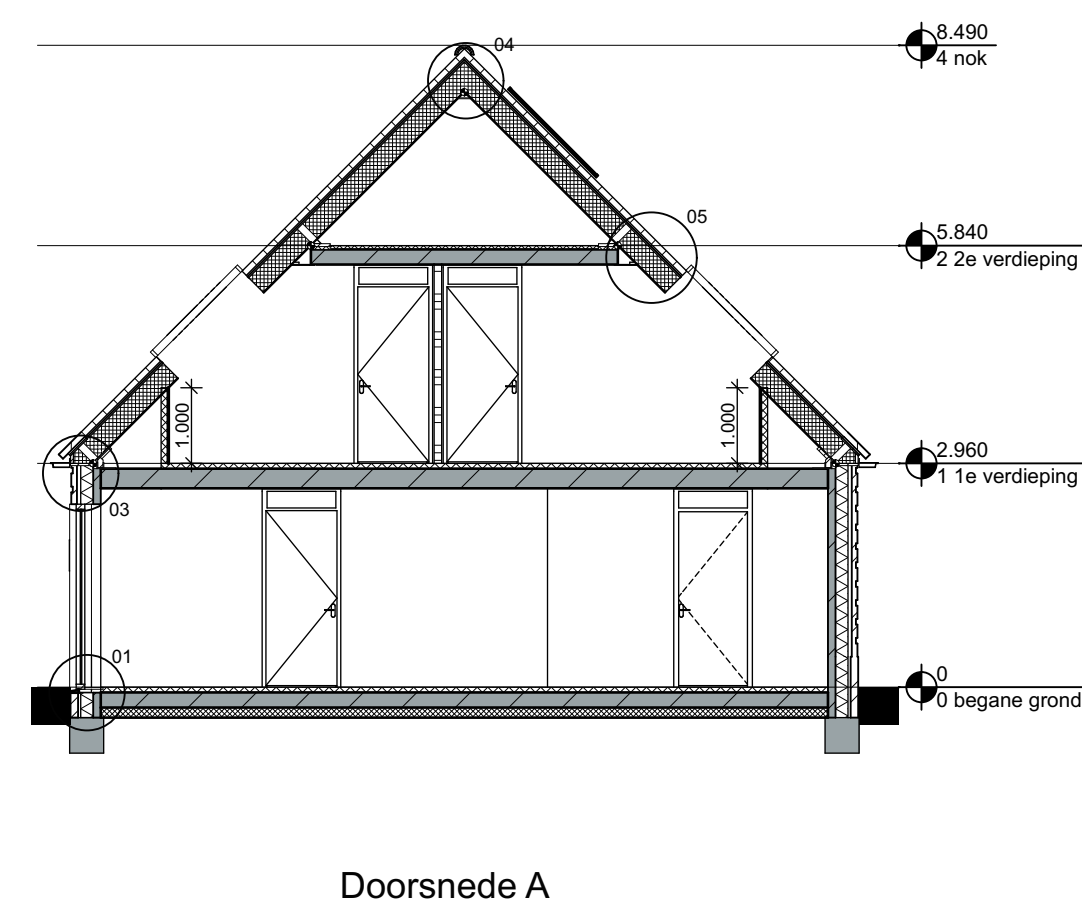 04
8.490
4 nok
05
5.840
2 2e verdieping
1.000
1.000
2.960
1 1e verdieping
03
01
0
0 begane grond
Doorsnede A